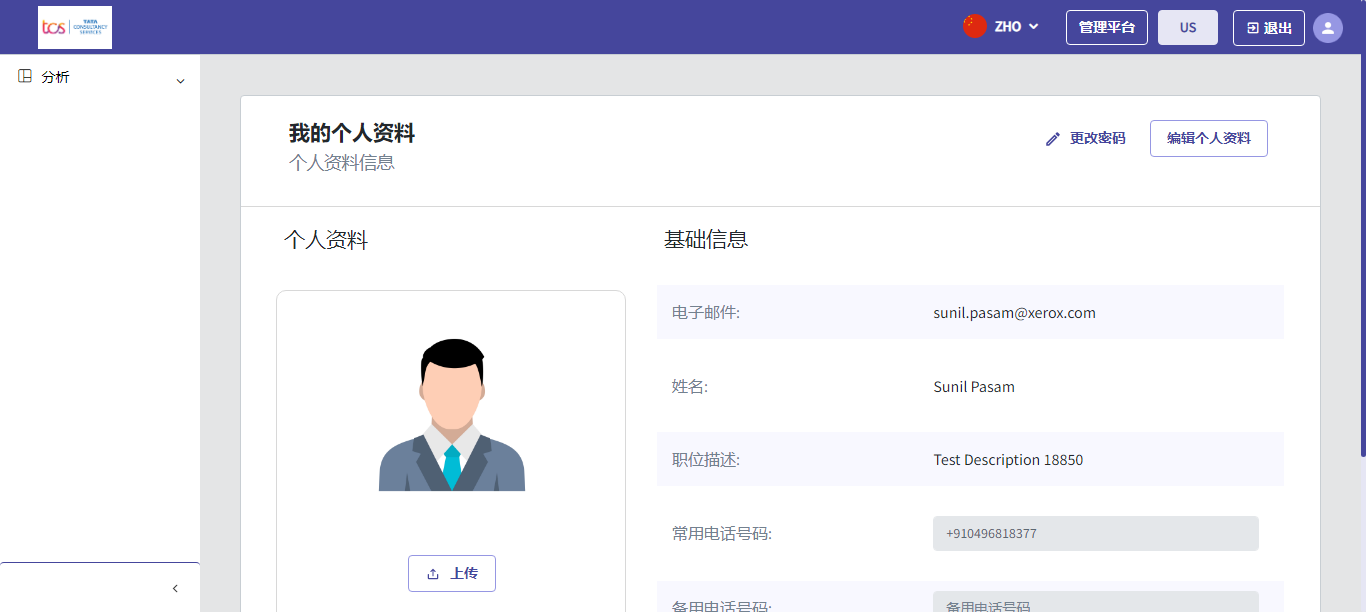 tcs TATA CONSULTANCY SERVICES
ZHO
管理平台
US
退出
分析
我的个人资料
个人资料信息
更改密码
编辑个人资料
个人资料
基础信息
电子邮件: sunil.pasam@xerox.com
姓名: Sunil Pasam
职位描述: Test Description 18850
常用电话号码: +910496818377
上传
备用电话号码: 备用电话号码